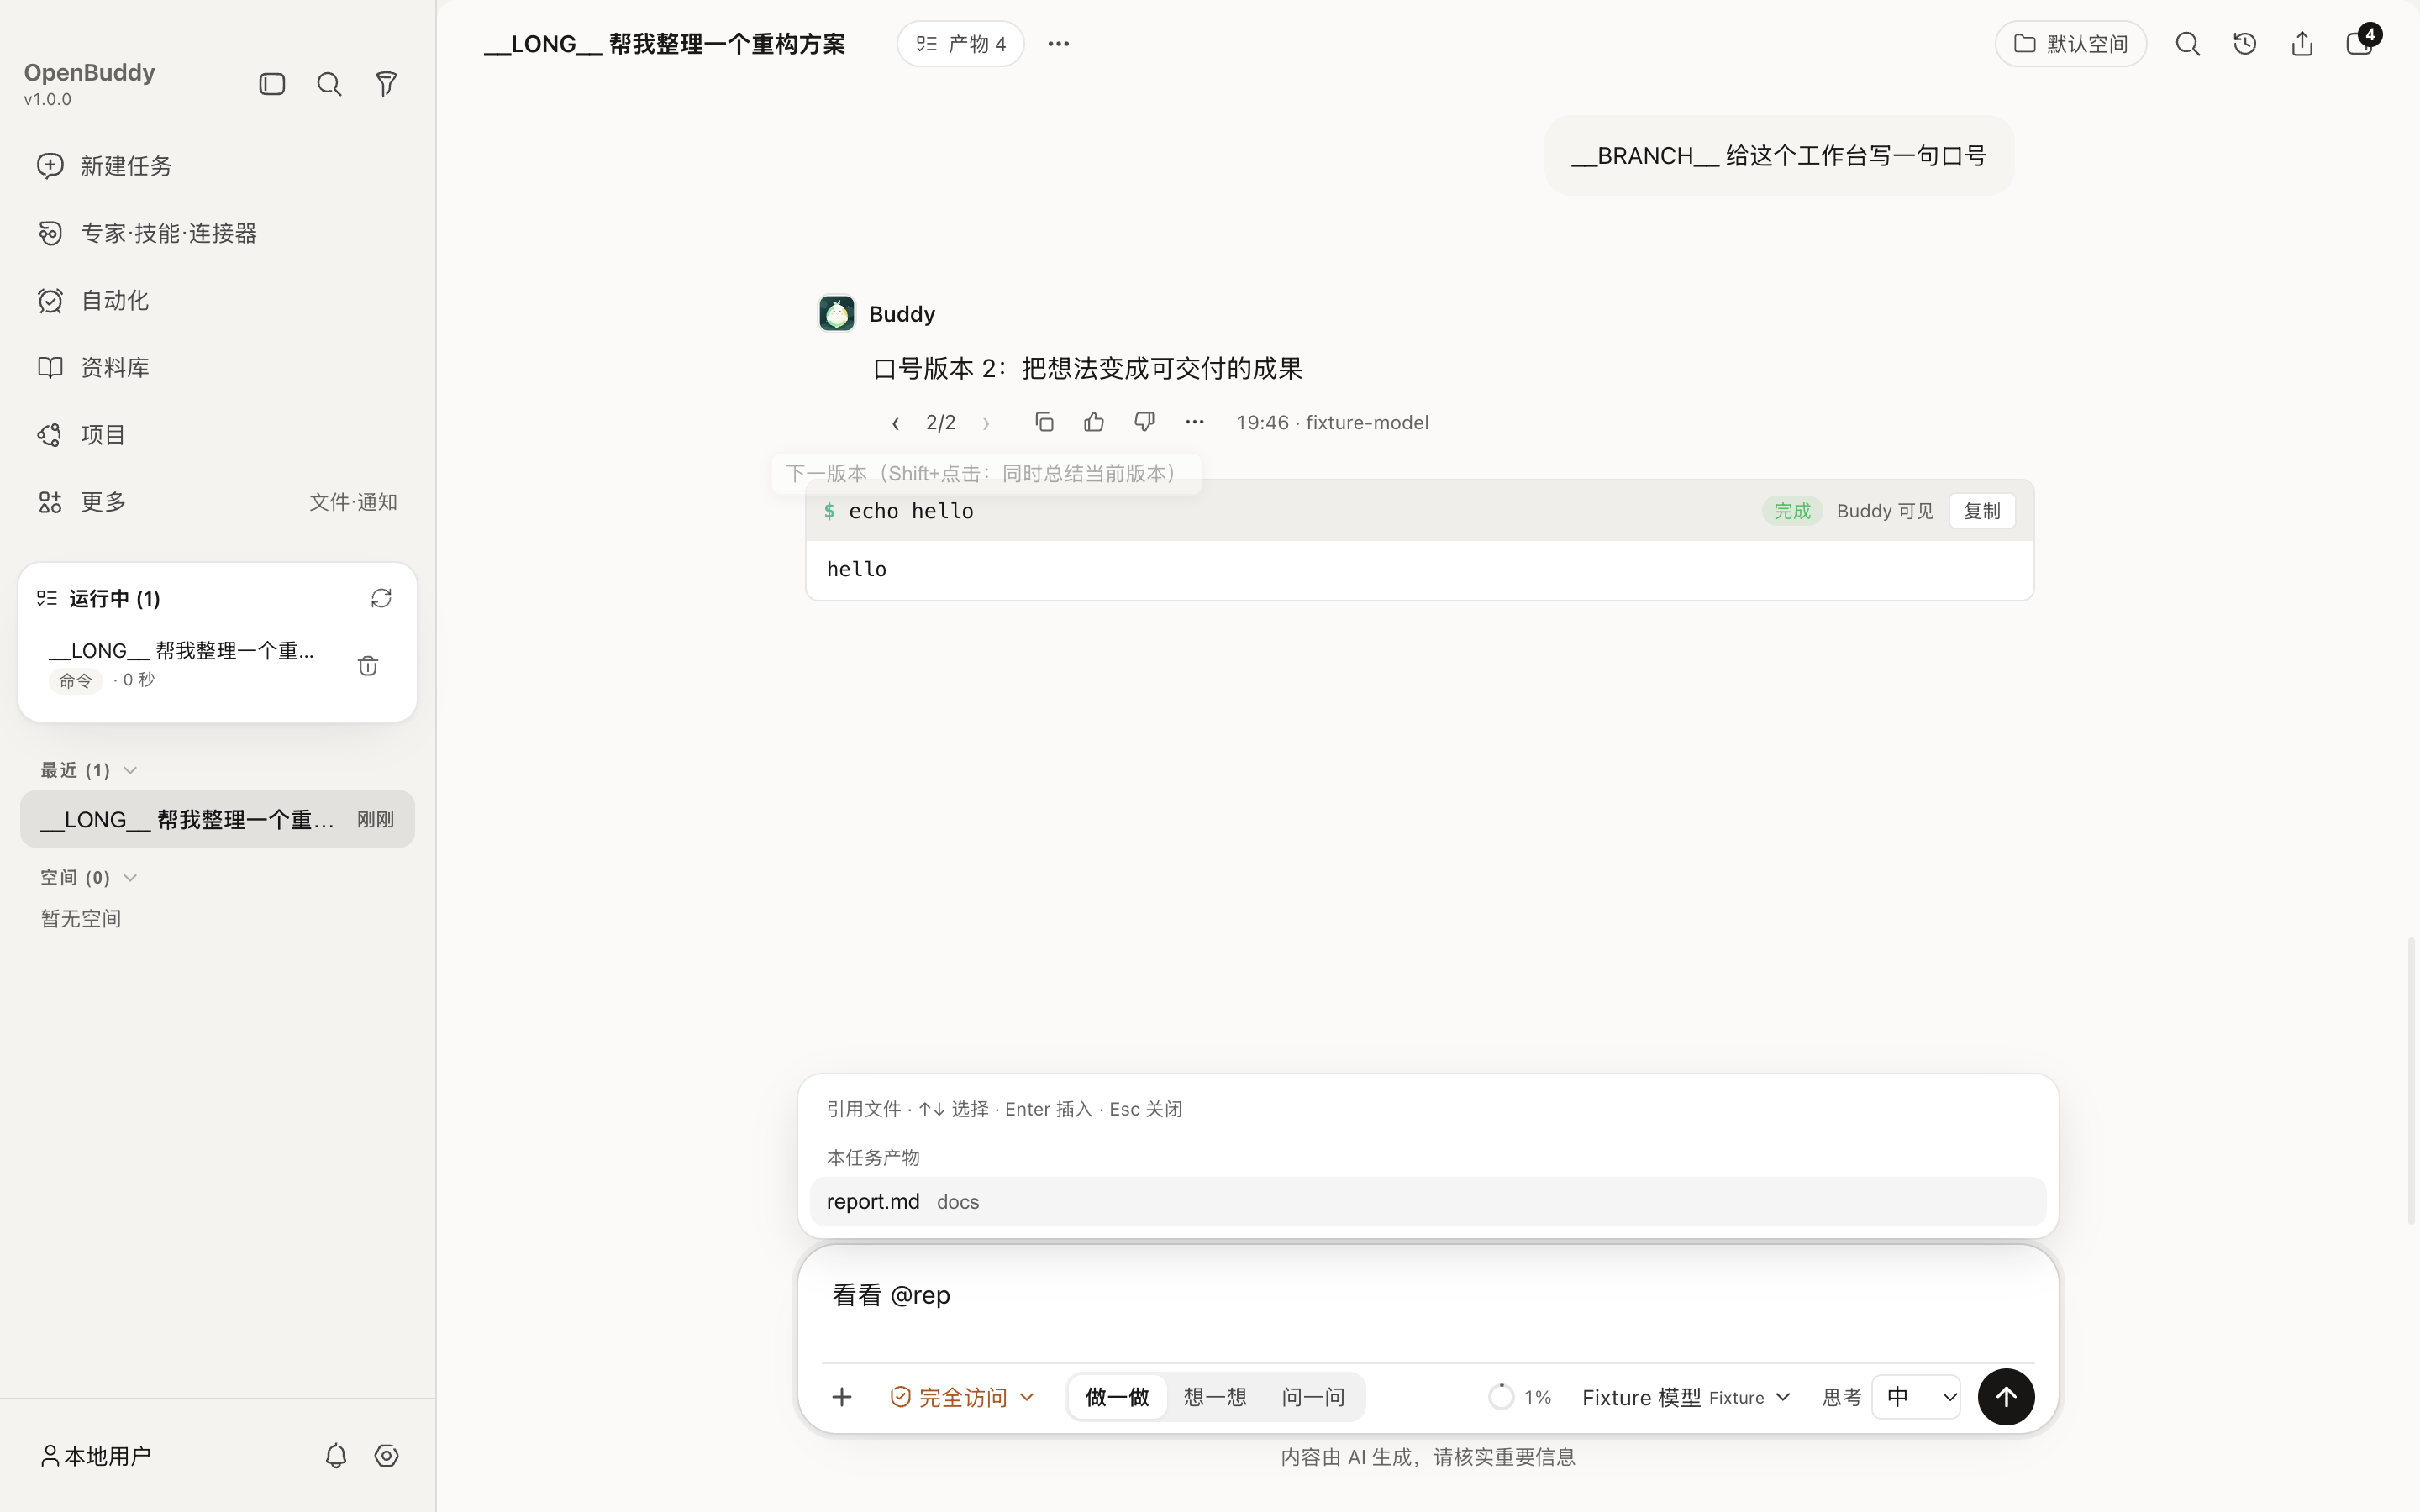 OpenBuddy
v1.0.0
新建任务
专家·技能·连接器
自动化
资料库
项目
更多 文件·通知
运行中 (1)
__LONG__ 帮我整理一个重…
命令 · 0 秒
最近 (1)
__LONG__ 帮我整理一个重… 刚刚
空间 (0)
暂无空间
本地用户
__LONG__ 帮我整理一个重构方案 产物 4
默认空间 4
__BRANCH__ 给这个工作台写一句口号
Buddy
口号版本 2：把想法变成可交付的成果
2/2 19:46 · fixture-model
下一版本（Shift+点击：同时总结当前版本）
$ echo hello 完成 Buddy 可见 复制
hello
引用文件 · ↑↓ 选择 · Enter 插入 · Esc 关闭
本任务产物
report.md docs
看看 @rep
完全访问 做一做 想一想 问一问 1% Fixture 模型 Fixture 思考 中
内容由 AI 生成，请核实重要信息